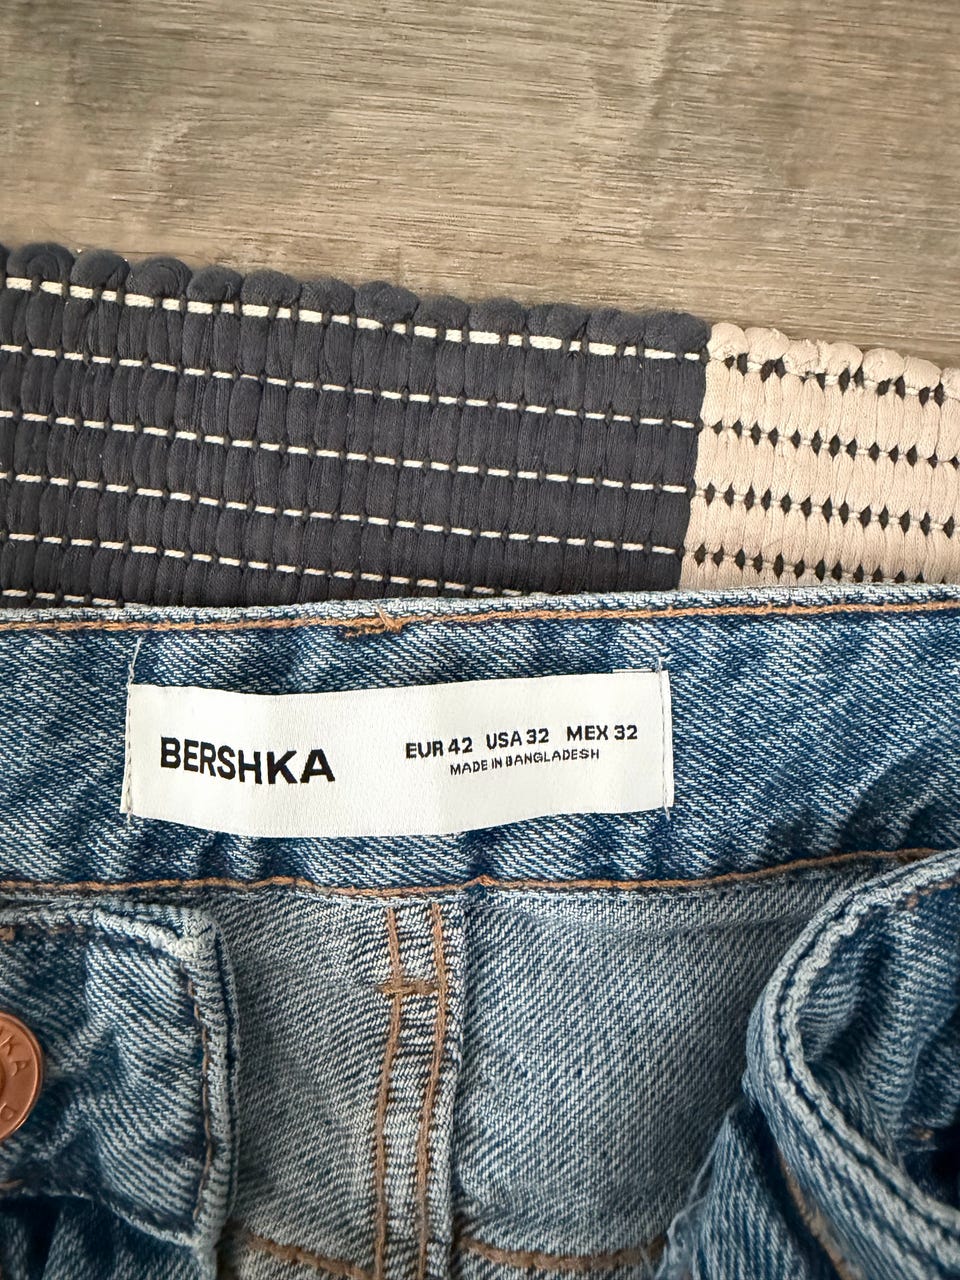 BERSHKA
EUR 42 USA 32 MEX 32
MADE IN BANGLADESH